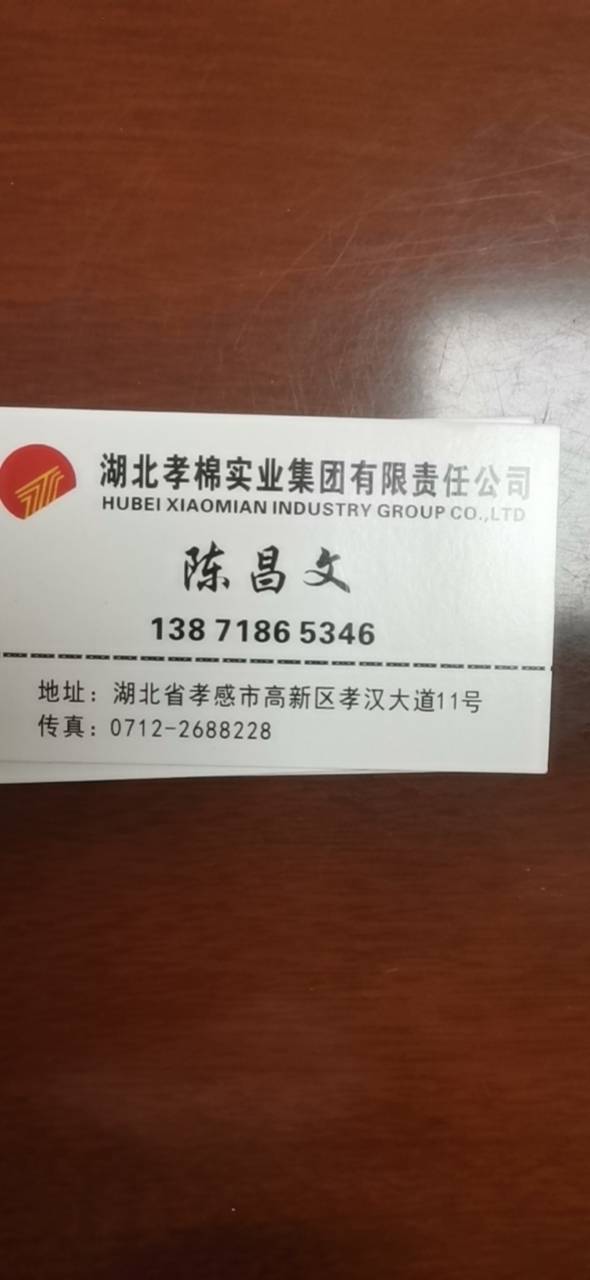 湖北孝棉实业集团有限责任公司
HUBEI XIAOMIAN INDUSTRY GROUP CO.,LTD
陈昌文
138 7186 5346
地址：湖北省孝感市高新区孝汉大道11号
传真：0712-2688228